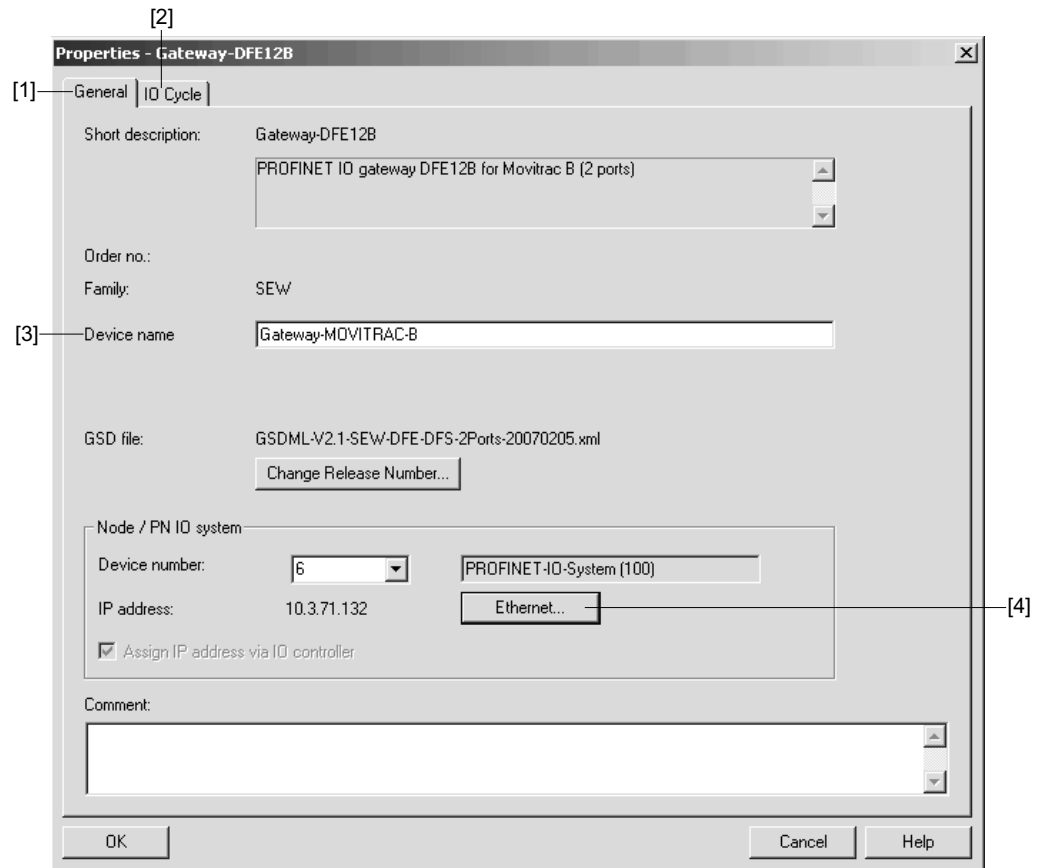 [2]
Properties - Gateway-DFE12B
[1] General IO Cycle
Short description: Gateway-DFE12B
PROFINET IO gateway DFE12B for Movitrac B (2 ports)
Order no.:
Family: SEW
[3] Device name Gateway-MOVITRAC-B
GSD file: GSDML-V2.1-SEW-DFE-DFS-2Ports-20070205.xml
Change Release Number...
Node / PN IO system
Device number: 6 PROFINET-IO-System (100)
IP address: 10.3.71.132 Ethernet... [4]
Assign IP address via IO controller
Comment:
OK Cancel Help